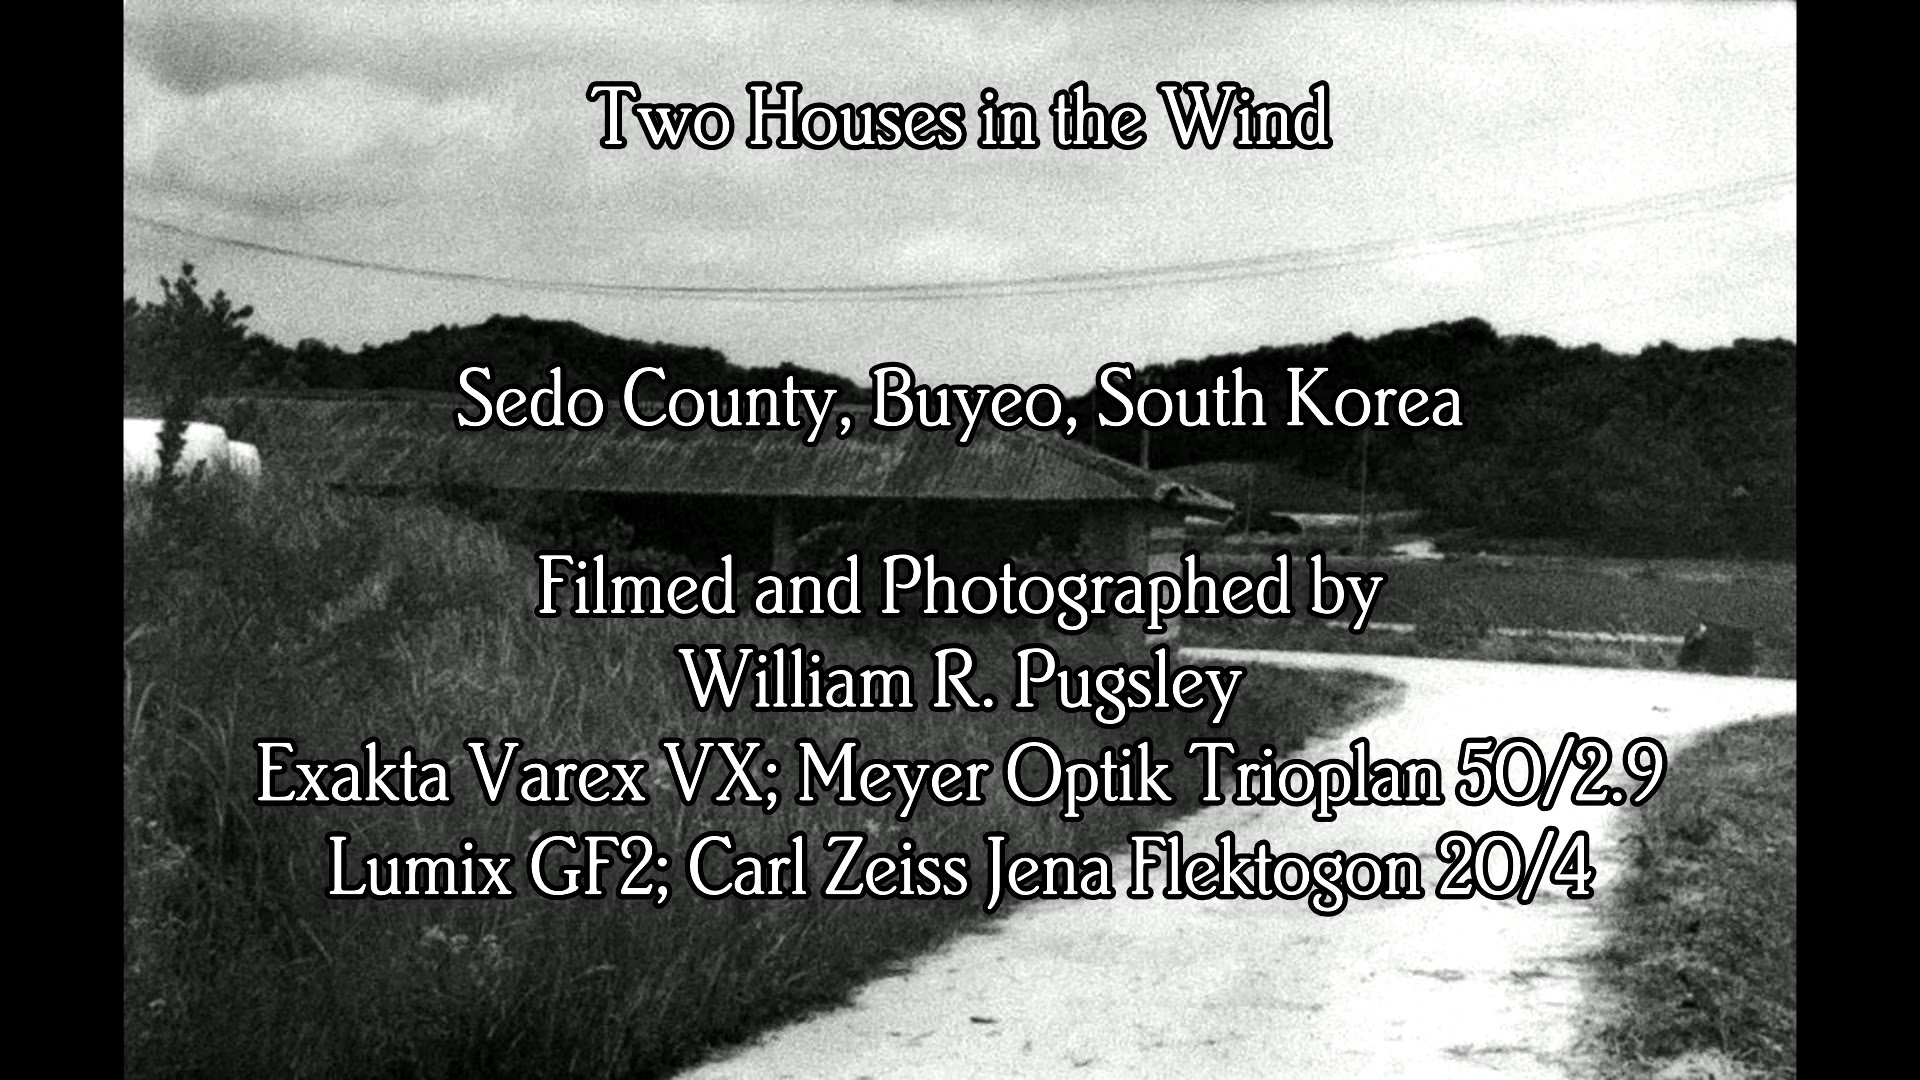 Two Houses in the Wind
Sedo County, Buyeo, South Korea
Filmed and Photographed by
William R. Pugsley
Exakta Varex VX; Meyer Optik Trioplan 50/2.9
Lumix GF2; Carl Zeiss Jena Flektogon 20/4